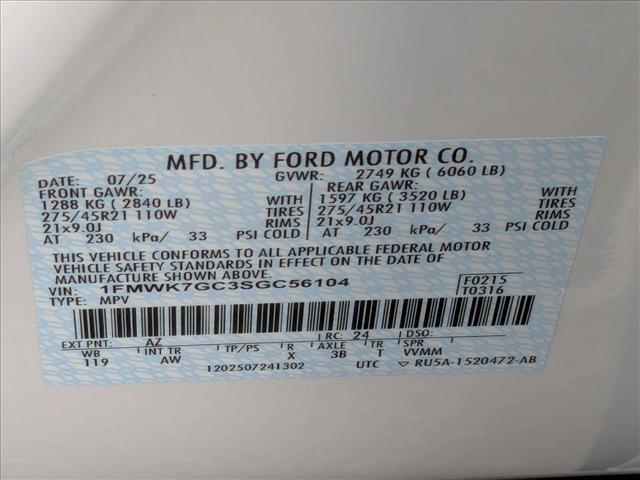 MFD. BY FORD MOTOR CO.
DATE: 07/25 GVWR: 2749 KG ( 6060 LB)
FRONT GAWR: REAR GAWR:
1288 KG ( 2840 LB) WITH 1597 KG ( 3520 LB) WITH
275/45R21 110W TIRES 275/45R21 110W TIRES
21x9.0J RIMS 21x9.0J RIMS
AT 230 kPa/ 33 PSI COLD AT 230 kPa/ 33 PSI COLD
THIS VEHICLE CONFORMS TO ALL APPLICABLE FEDERAL MOTOR
VEHICLE SAFETY STANDARDS IN EFFECT ON THE DATE OF
MANUFACTURE SHOWN ABOVE.
VIN: 1FMWK7GC3SGC56104 F0215
TYPE: MPV T0316
EXT PNT: AZ RC: 24 DSO:
WB INT TR TP/PS R AXLE TR SPR
119 AW X 3B T VVMM
1202507241302 UTC ▽ RU5A-1520472-AB